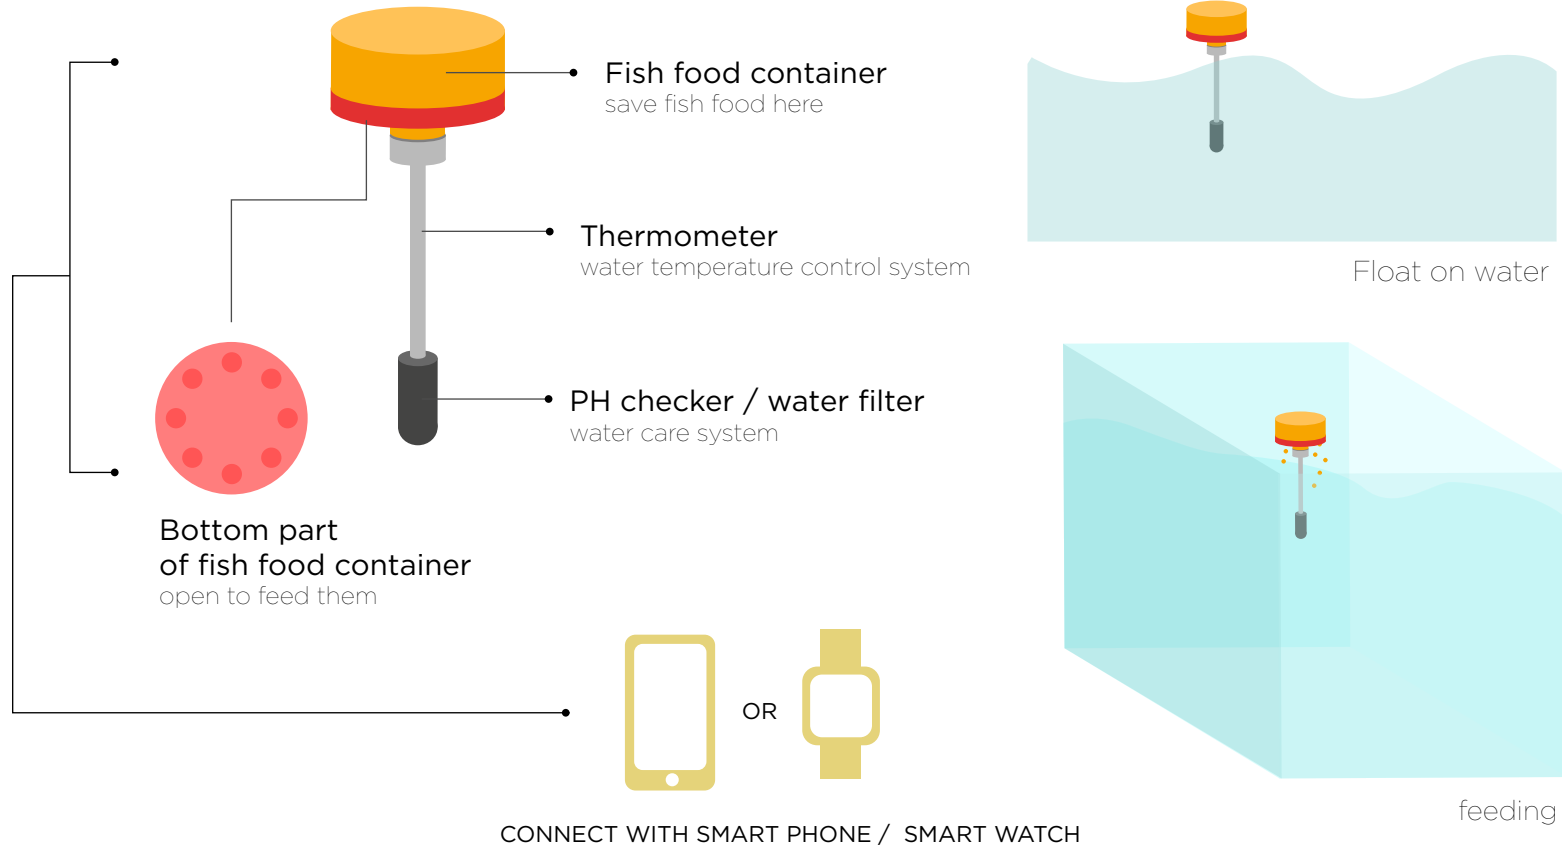 Fish food container
save fish food here
Thermometer
water temperature control system
Float on water
PH checker / water filter
water care system
Bottom part
of fish food container
open to feed them
OR
feeding
CONNECT WITH SMART PHONE / SMART WATCH